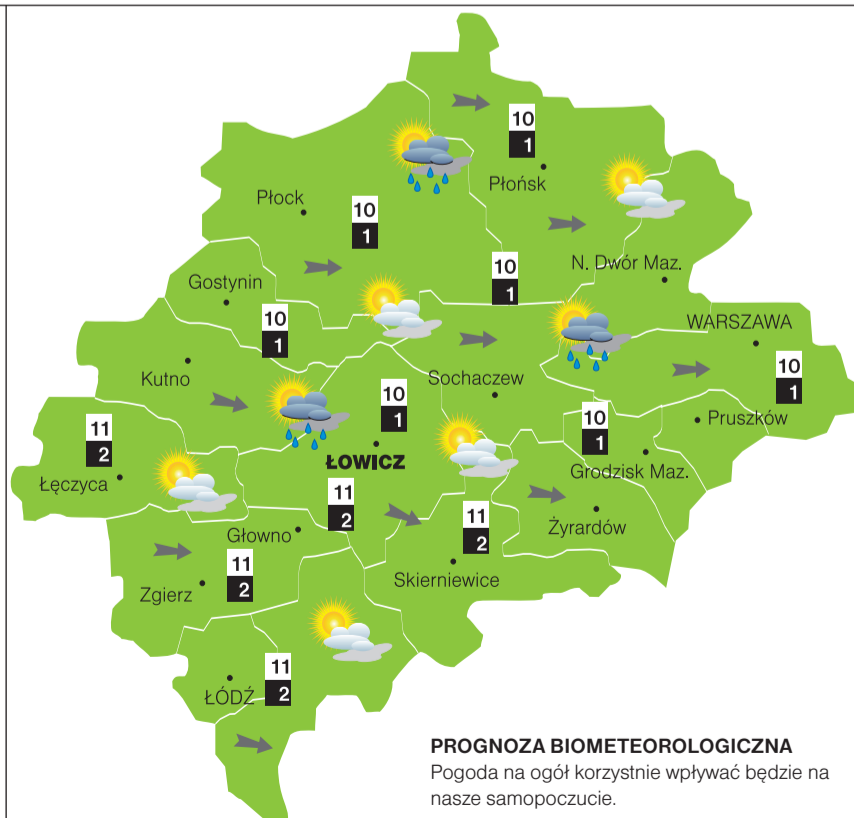 10
1
Płońsk
Płock
10
1
N. Dwór Maz.
10
1
Gostynin
10
1
WARSZAWA
Kutno
Sochaczew
10
1
10
1
Pruszków
10
1
11
2
ŁOWICZ
Grodzisk Maz.
Łęczyca
11
2
11
2
Żyrardów
Głowno
Skierniewice
11
2
Zgierz
11
2
ŁÓDŹ
PROGNOZA BIOMETEOROLOGICZNA
Pogoda na ogół korzystnie wpływać będzie na
nasze samopoczucie.